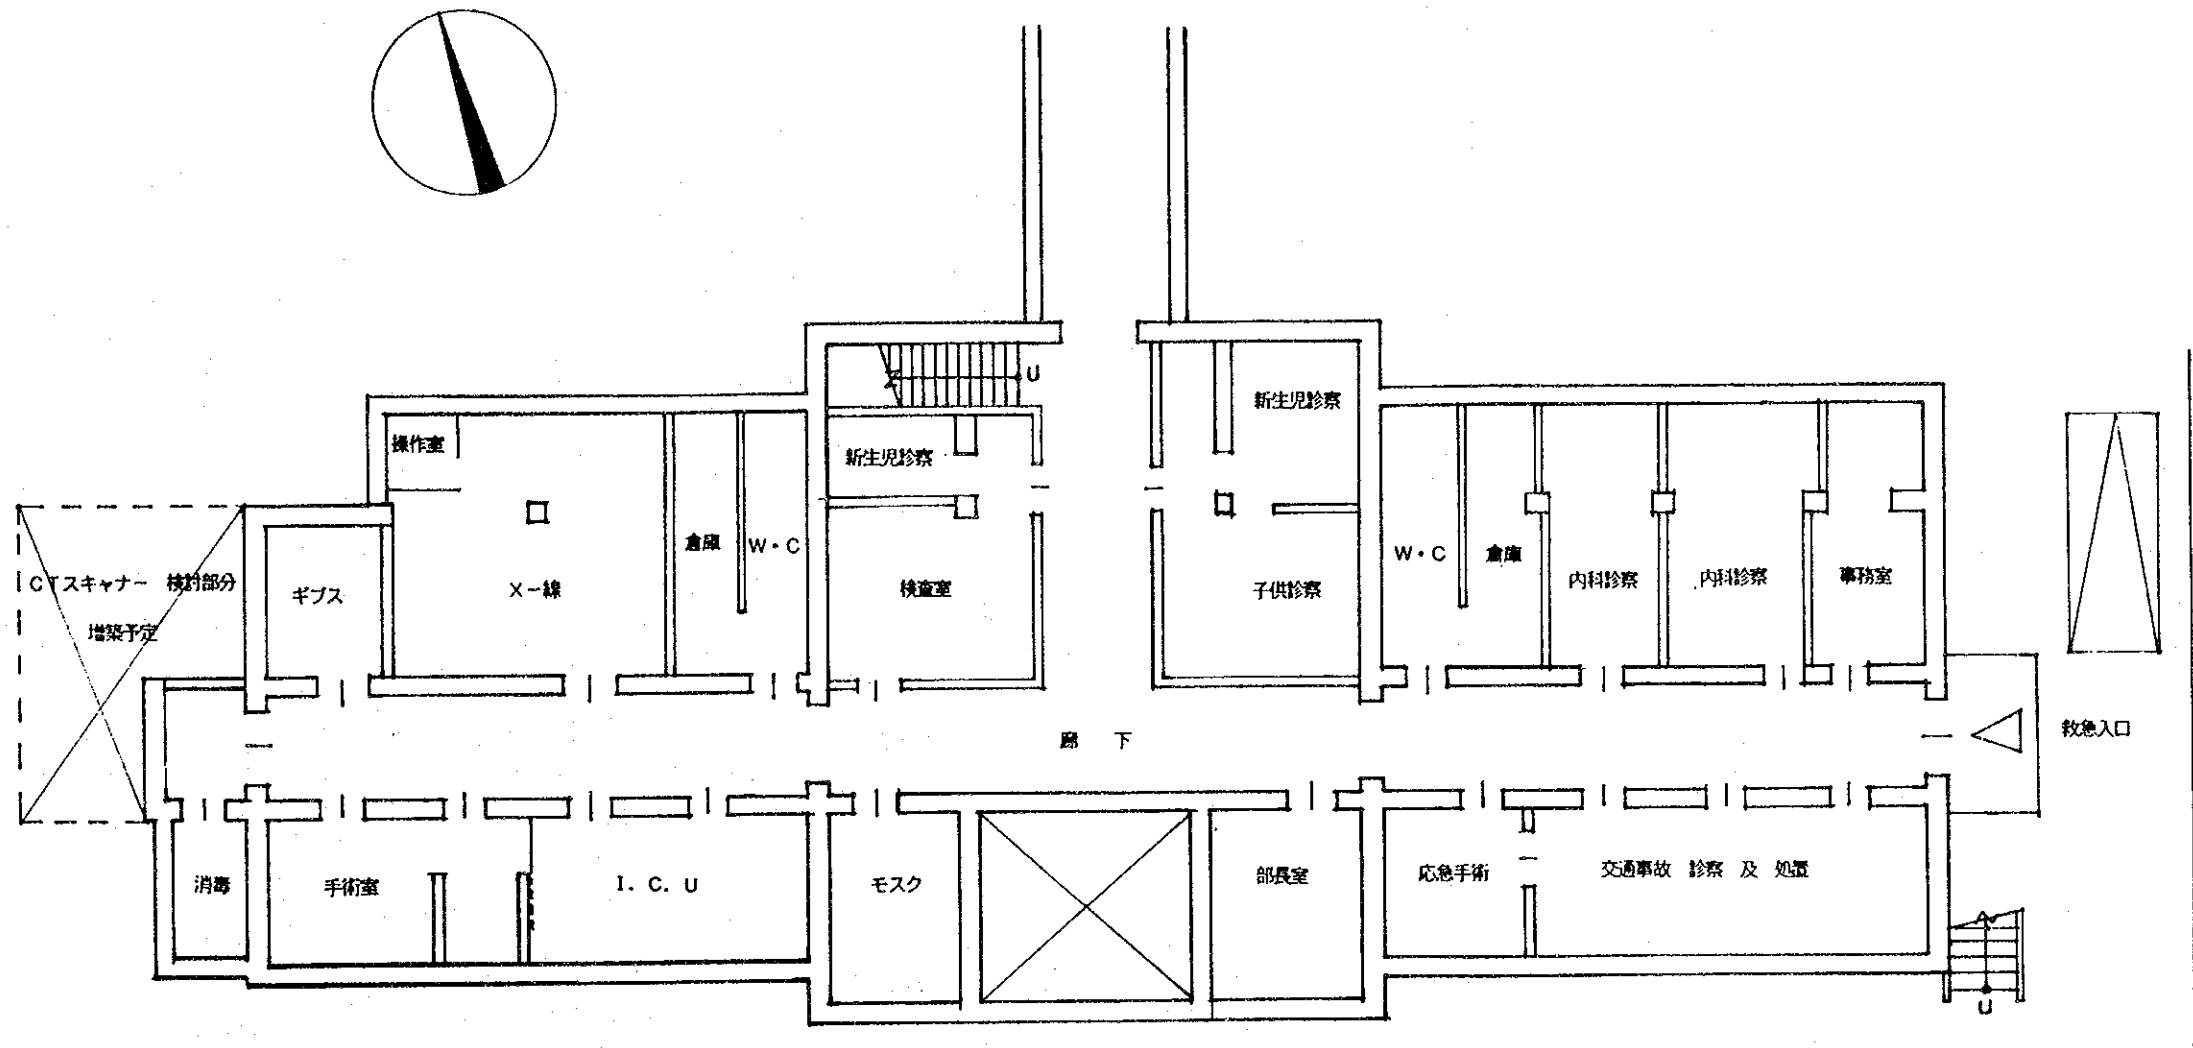 U
新生児診察
操作室
新生児診察
倉庫
W・C
W・C
倉庫
CTスキャナー 検討部分
増築予定
ギブス
X-線
検査室
子供診察
内科診察
内科診察
事務室
廊 下
救急入口
消毒
手術室
I. C. U
モスク
部長室
応急手術
交通事故 診察 及 処置
U